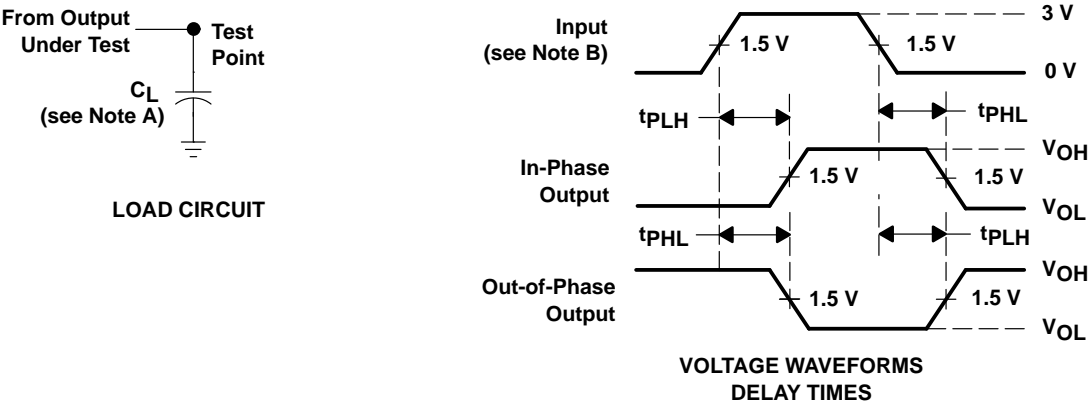 From Output
Under Test
Test
Point
CL
(see Note A)
LOAD CIRCUIT
Input
(see Note B)
1.5 V
1.5 V
3 V
0 V
tPLH
tPHL
In-Phase
Output
1.5 V
1.5 V
VOH
VOL
tPHL
tPLH
Out-of-Phase
Output
1.5 V
1.5 V
VOH
VOL
VOLTAGE WAVEFORMS
DELAY TIMES